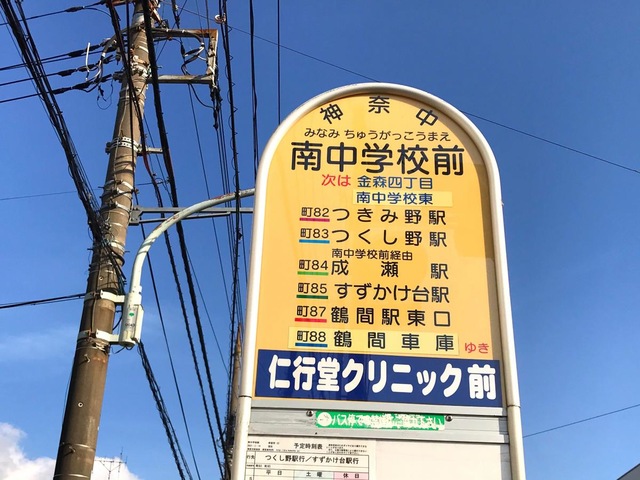 神奈中
みなみ ちゅうがっこうまえ
南中学校前
次は 金森四丁目
南中学校東
町82 つきみ野駅
町83 つくし野駅
南中学校前経由
町84 成瀬駅
町85 すずかけ台駅
町87 鶴間駅東口
町88 鶴間車庫 ゆき
仁行堂クリニック前
予定時刻表
つくし野駅行/すずかけ台駅行
平日 土曜 休日